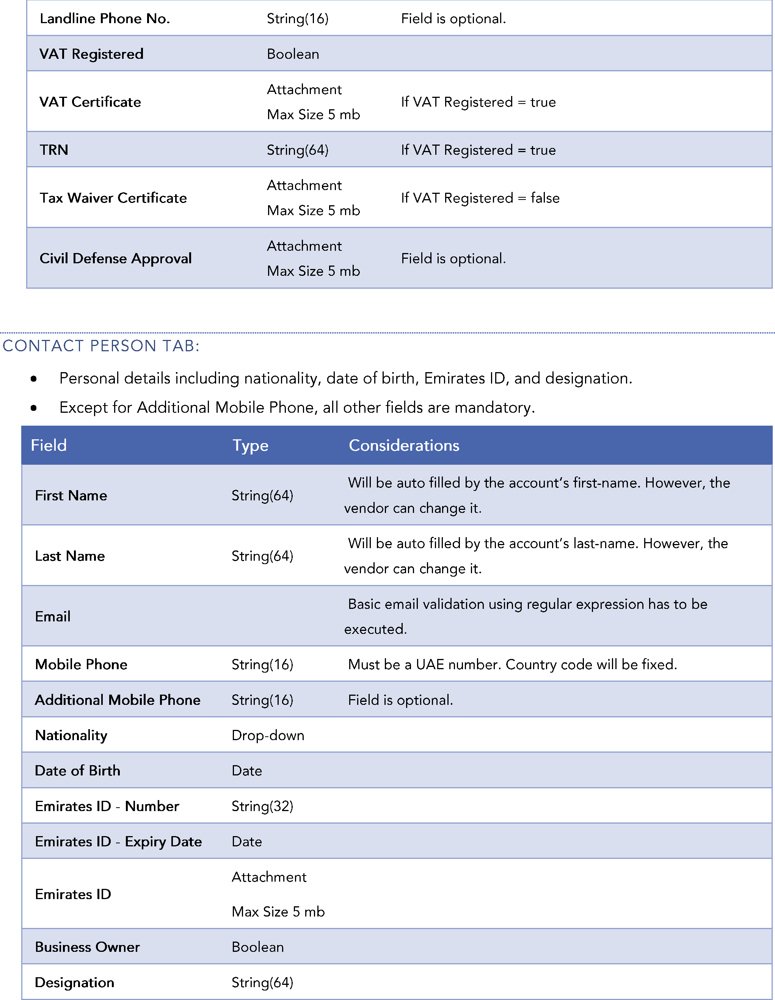 Landline Phone No. String(16) Field is optional.
VAT Registered Boolean
Attachment
VAT Certificate If VAT Registered = true
Max Size 5 mb
TRN String(64) If VAT Registered = true
Attachment
Tax Waiver Certificate If VAT Registered = false
Max Size 5 mb
Attachment
Civil Defense Approval Field is optional.
Max Size 5 mb
CONTACT PERSON TAB:
• Personal details including nationality, date of birth, Emirates ID, and designation.
• Except for Additional Mobile Phone, all other fields are mandatory.
Field Type Considerations
Will be auto filled by the account's first-name. However, the
First Name String(64)
vendor can change it.
Will be auto filled by the account's last-name. However, the
Last Name String(64)
vendor can change it.
Basic email validation using regular expression has to be
Email
executed.
Mobile Phone String(16) Must be a UAE number. Country code will be fixed.
Additional Mobile Phone String(16) Field is optional.
Nationality Drop-down
Date of Birth Date
Emirates ID - Number String(32)
Emirates ID - Expiry Date Date
Attachment
Emirates ID
Max Size 5 mb
Business Owner Boolean
Designation String(64)